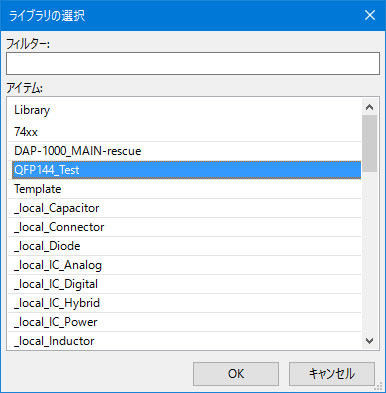 ライブラリの選択
フィルター:
アイテム:
Library
74xx
DAP-1000_MAIN-rescue
QFP144_Test
Template
_local_Capacitor
_local_Connector
_local_Diode
_local_IC_Analog
_local_IC_Digital
_local_IC_Hybrid
_local_IC_Power
_local_Inductor
OK
キャンセル